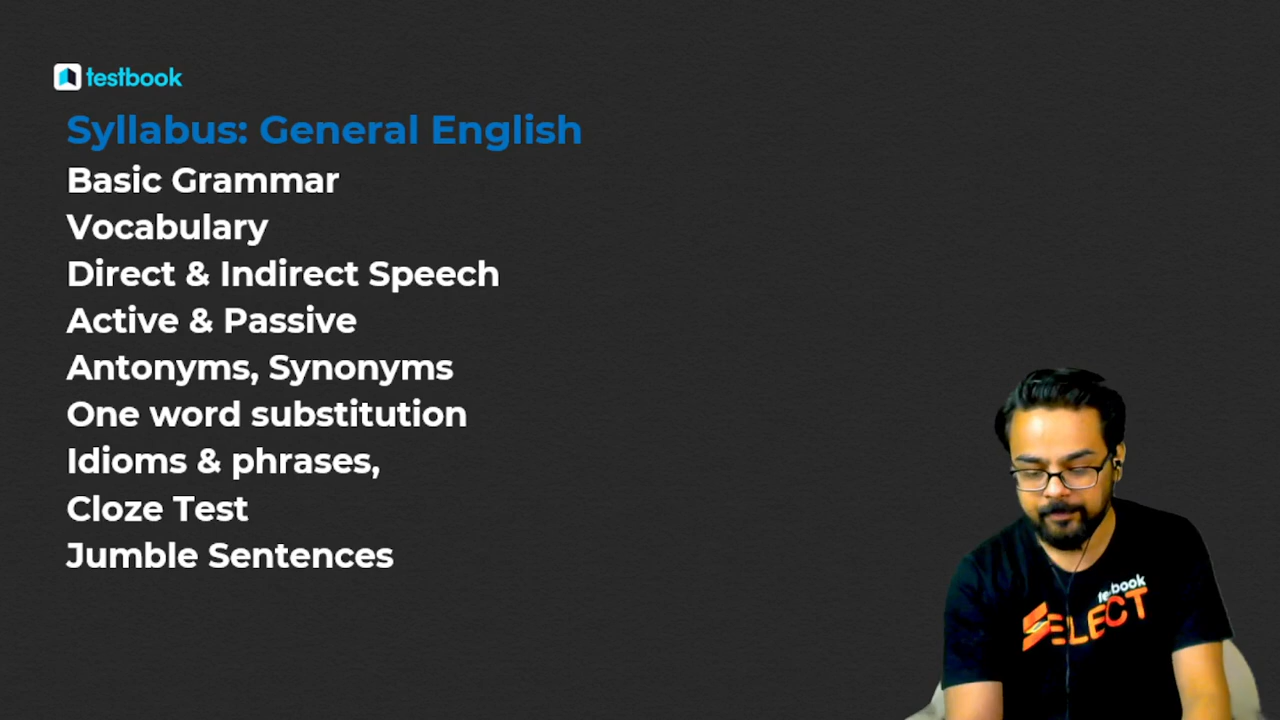 testbook
Syllabus: General English
Basic Grammar
Vocabulary
Direct & Indirect Speech
Active & Passive
Antonyms, Synonyms
One word substitution
Idioms & phrases,
Cloze Test
Jumble Sentences
testbook
SELECT